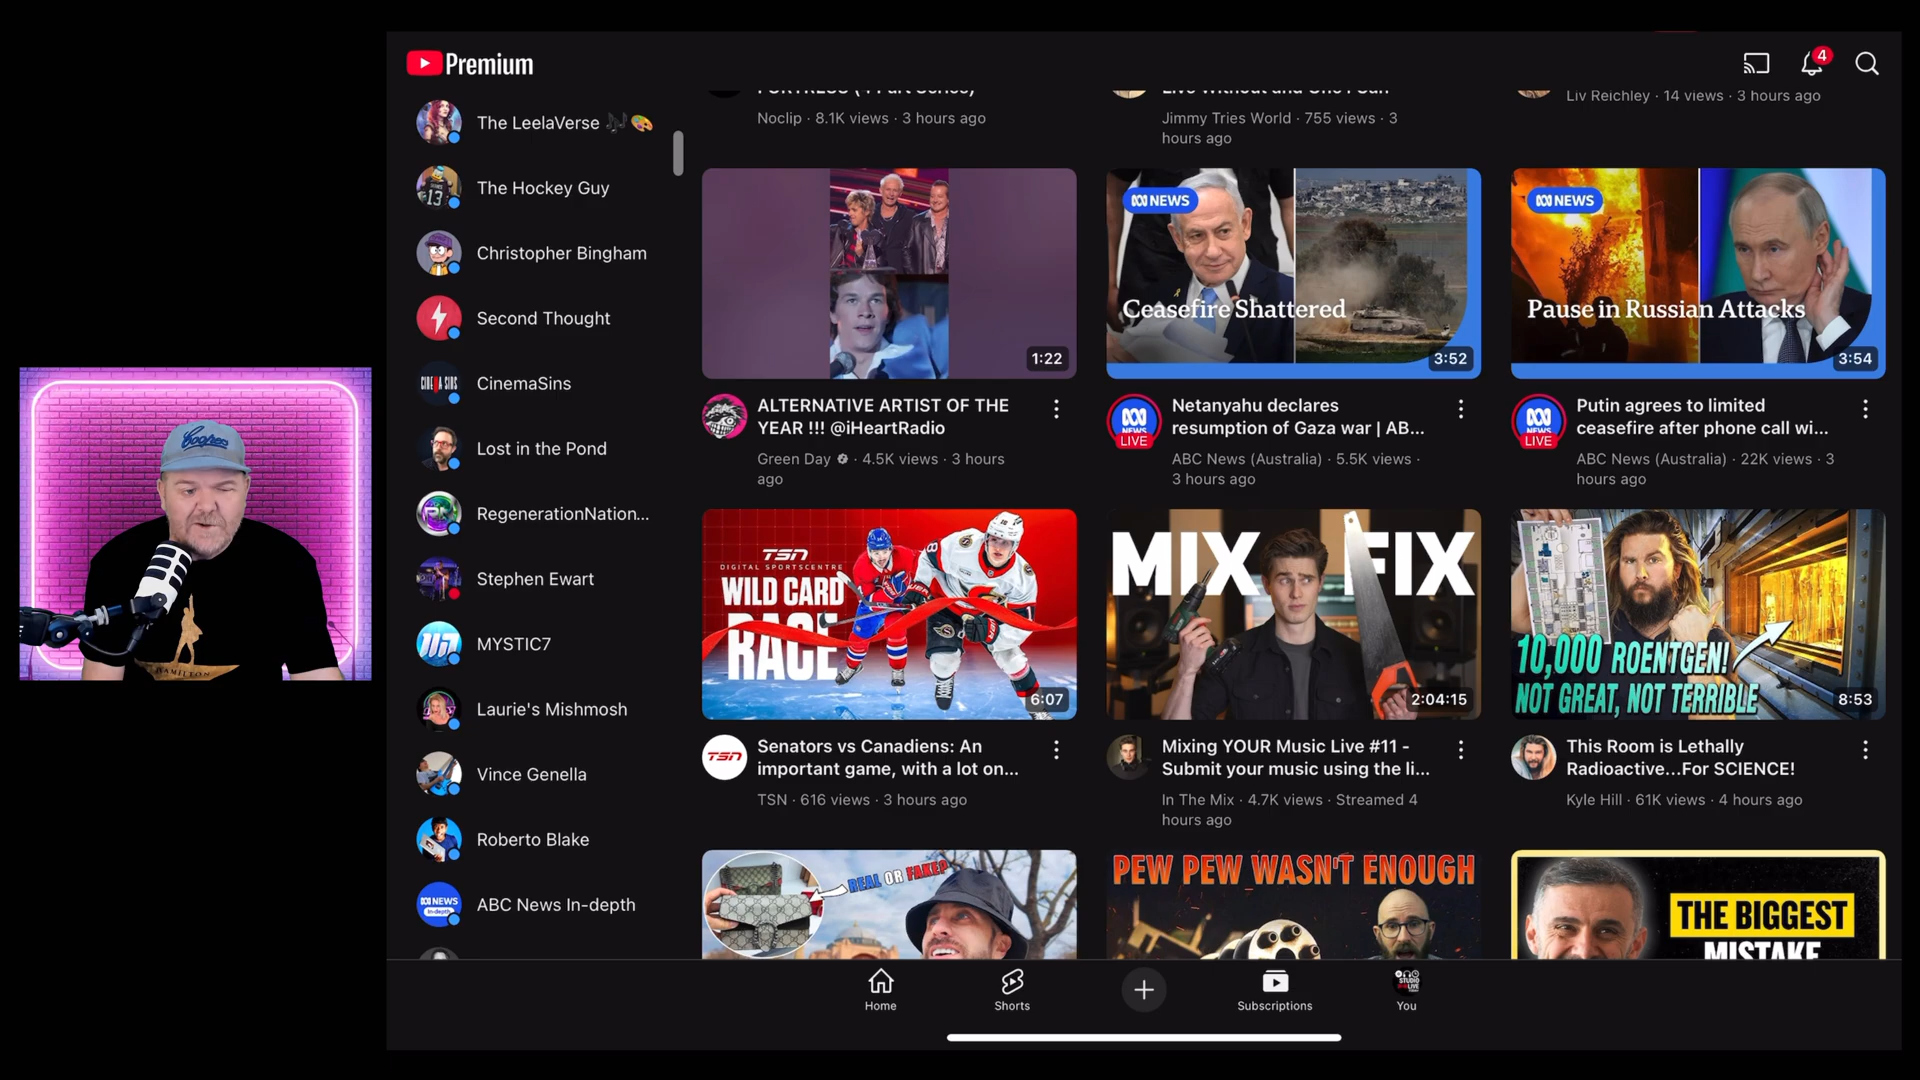 Premium
4
The LeelaVerse 🎶🎨
The Hockey Guy
Christopher Bingham
Second Thought
CinemaSins
Lost in the Pond
RegenerationNation...
Stephen Ewart
MYSTIC7
Laurie's Mishmosh
Vince Genella
Roberto Blake
ABC News In-depth
Noclip · 8.1K views · 3 hours ago
Jimmy Tries World · 755 views · 3
hours ago
Liv Reichley · 14 views · 3 hours ago
1:22
ALTERNATIVE ARTIST OF THE
YEAR !!! @iHeartRadio
Green Day · 4.5K views · 3 hours
ago
NEWS
Ceasefire Shattered
3:52
LIVE
Netanyahu declares
resumption of Gaza war | AB...
ABC News (Australia) · 5.5K views ·
3 hours ago
NEWS
Pause in Russian Attacks
3:54
LIVE
Putin agrees to limited
ceasefire after phone call wi...
ABC News (Australia) · 22K views · 3
hours ago
TSN
DIGITAL SPORTSCENTRE
WILD CARD
RACE
6:07
TSN
Senators vs Canadiens: An
important game, with a lot on...
TSN · 616 views · 3 hours ago
MIX FIX
2:04:15
Mixing YOUR Music Live #11 -
Submit your music using the li...
In The Mix · 4.7K views · Streamed 4
hours ago
10,000 ROENTGEN!
NOT GREAT, NOT TERRIBLE
8:53
This Room is Lethally
Radioactive...For SCIENCE!
Kyle Hill · 61K views · 4 hours ago
REAL OR FAKE?
PEW PEW WASN'T ENOUGH
THE BIGGEST
MISTAKE
Home
Shorts
Subscriptions
You
Coopers
HAMILTON